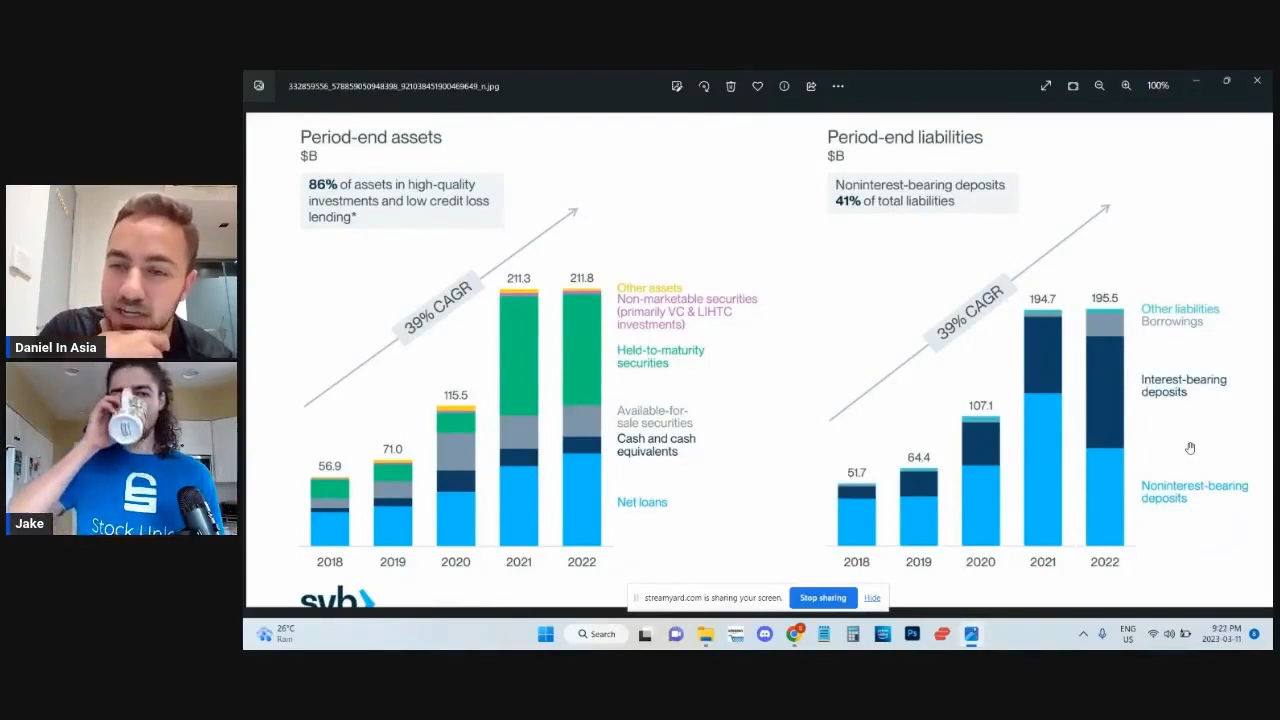 332859556_578859050948398_921038451900469649_n.jpg
100%
Period-end assets
$B
86% of assets in high-quality
investments and low credit loss
lending*
39% CAGR
56.9
71.0
115.5
211.3
211.8
Other assets
Non-marketable securities
(primarily VC & LIHTC
investments)
Held-to-maturity
securities
Available-for-
sale securities
Cash and cash
equivalents
Net loans
2018
2019
2020
2021
2022
Period-end liabilities
$B
Noninterest-bearing deposits
41% of total liabilities
39% CAGR
51.7
64.4
107.1
194.7
195.5
Other liabilities
Borrowings
Interest-bearing
deposits
Noninterest-bearing
deposits
2018
2019
2020
2021
2022
svb
Daniel In Asia
Stock
Jake
streamyard.com is sharing your screen.
Stop sharing
Hide
26°C
Rain
Search
ENG
US
9:22 PM
2023-03-11